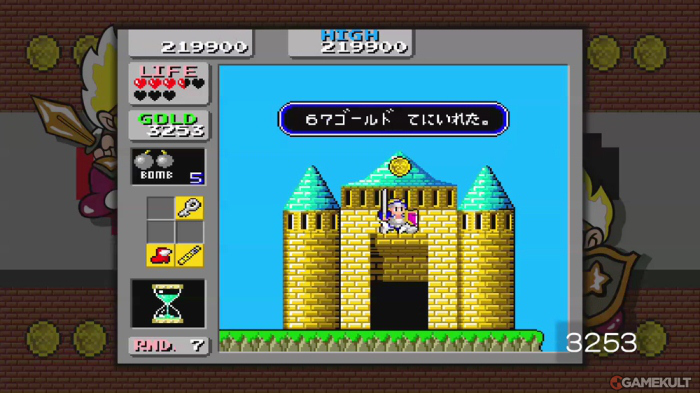 HIGH
219900
219900
LIFE
67ゴールド てにいれた。
GOLD
3253
BOMB 5
RND. 7
3253
GAMEKULT